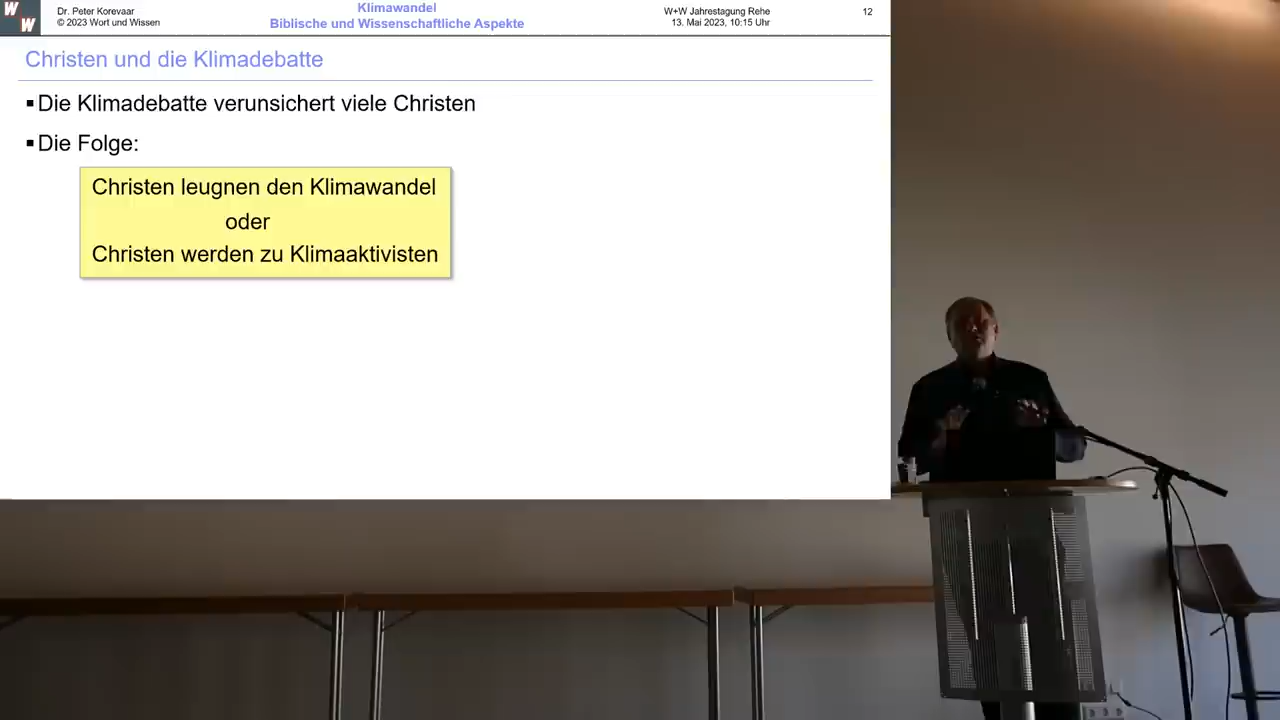 W
W
Dr. Peter Korevaar
© 2023 Wort und Wissen
Klimawandel
Biblische und Wissenschaftliche Aspekte
W+W Jahrestagung Rehe
13. Mai 2023, 10:15 Uhr
12
Christen und die Klimadebatte
▪Die Klimadebatte verunsichert viele Christen
▪Die Folge:
Christen leugnen den Klimawandel
oder
Christen werden zu Klimaaktivisten